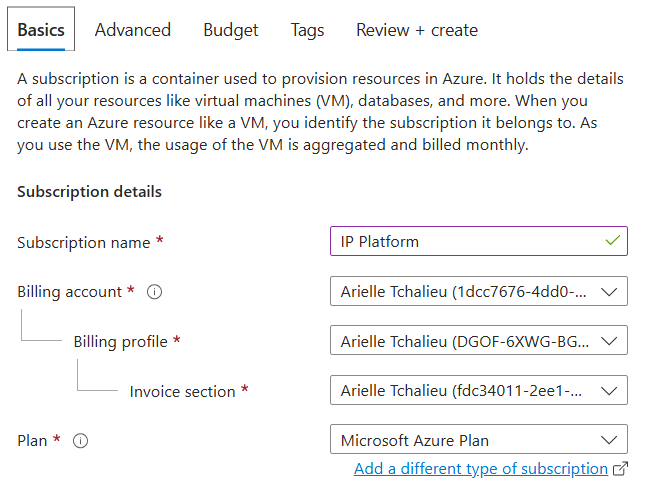 Basics Advanced Budget Tags Review + create
A subscription is a container used to provision resources in Azure. It holds the details
of all your resources like virtual machines (VM), databases, and more. When you
create an Azure resource like a VM, you identify the subscription it belongs to. As
you use the VM, the usage of the VM is aggregated and billed monthly.
Subscription details
Subscription name * IP Platform
Billing account * Arielle Tchalieu (1dcc7676-4dd0-...
Billing profile * Arielle Tchalieu (DGOF-6XWG-BG...
Invoice section * Arielle Tchalieu (fdc34011-2ee1-...
Plan * Microsoft Azure Plan
Add a different type of subscription